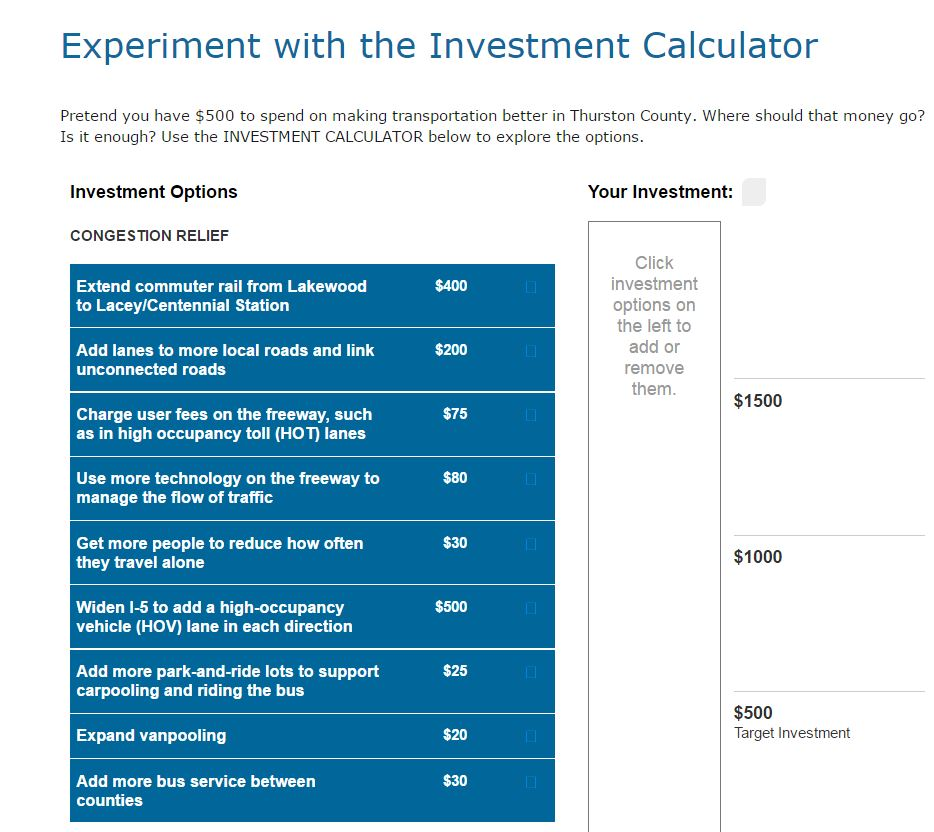 Experiment with the Investment Calculator
Pretend you have $500 to spend on making transportation better in Thurston County. Where should that money go?
Is it enough? Use the INVESTMENT CALCULATOR below to explore the options.
Investment Options
CONGESTION RELIEF
Extend commuter rail from Lakewood
to Lacey/Centennial Station
$400
Add lanes to more local roads and link
unconnected roads
$200
Charge user fees on the freeway, such
as in high occupancy toll (HOT) lanes
$75
Use more technology on the freeway to
manage the flow of traffic
$80
Get more people to reduce how often
they travel alone
$30
Widen I-5 to add a high-occupancy
vehicle (HOV) lane in each direction
$500
Add more park-and-ride lots to support
carpooling and riding the bus
$25
Expand vanpooling
$20
Add more bus service between
counties
$30
Your Investment:
Click
investment
options on
the left to
add or
remove
them.
$1500
$1000
$500
Target Investment